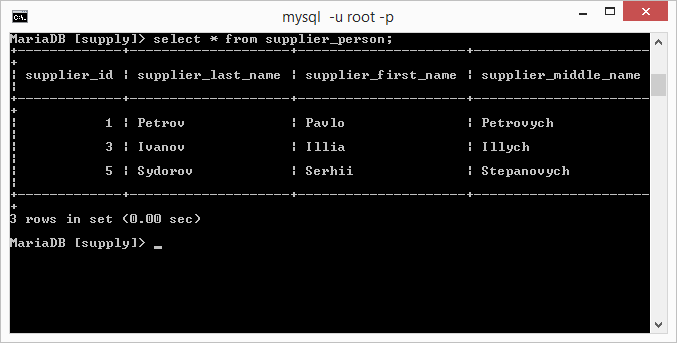 mysql -u root -p
MariaDB [supply]> select * from supplier_person;
+-------------+--------------------+---------------------+---------------------
+
| supplier_id | supplier_last_name | supplier_first_name | supplier_middle_name
|
+-------------+--------------------+---------------------+---------------------
+
|           1 | Petrov             | Pavlo               | Petrovych
|
|           3 | Ivanov             | Illia               | Illych
|
|           5 | Sydorov            | Serhii              | Stepanovych
|
+-------------+--------------------+---------------------+---------------------
+
3 rows in set (0.00 sec)
MariaDB [supply]> _